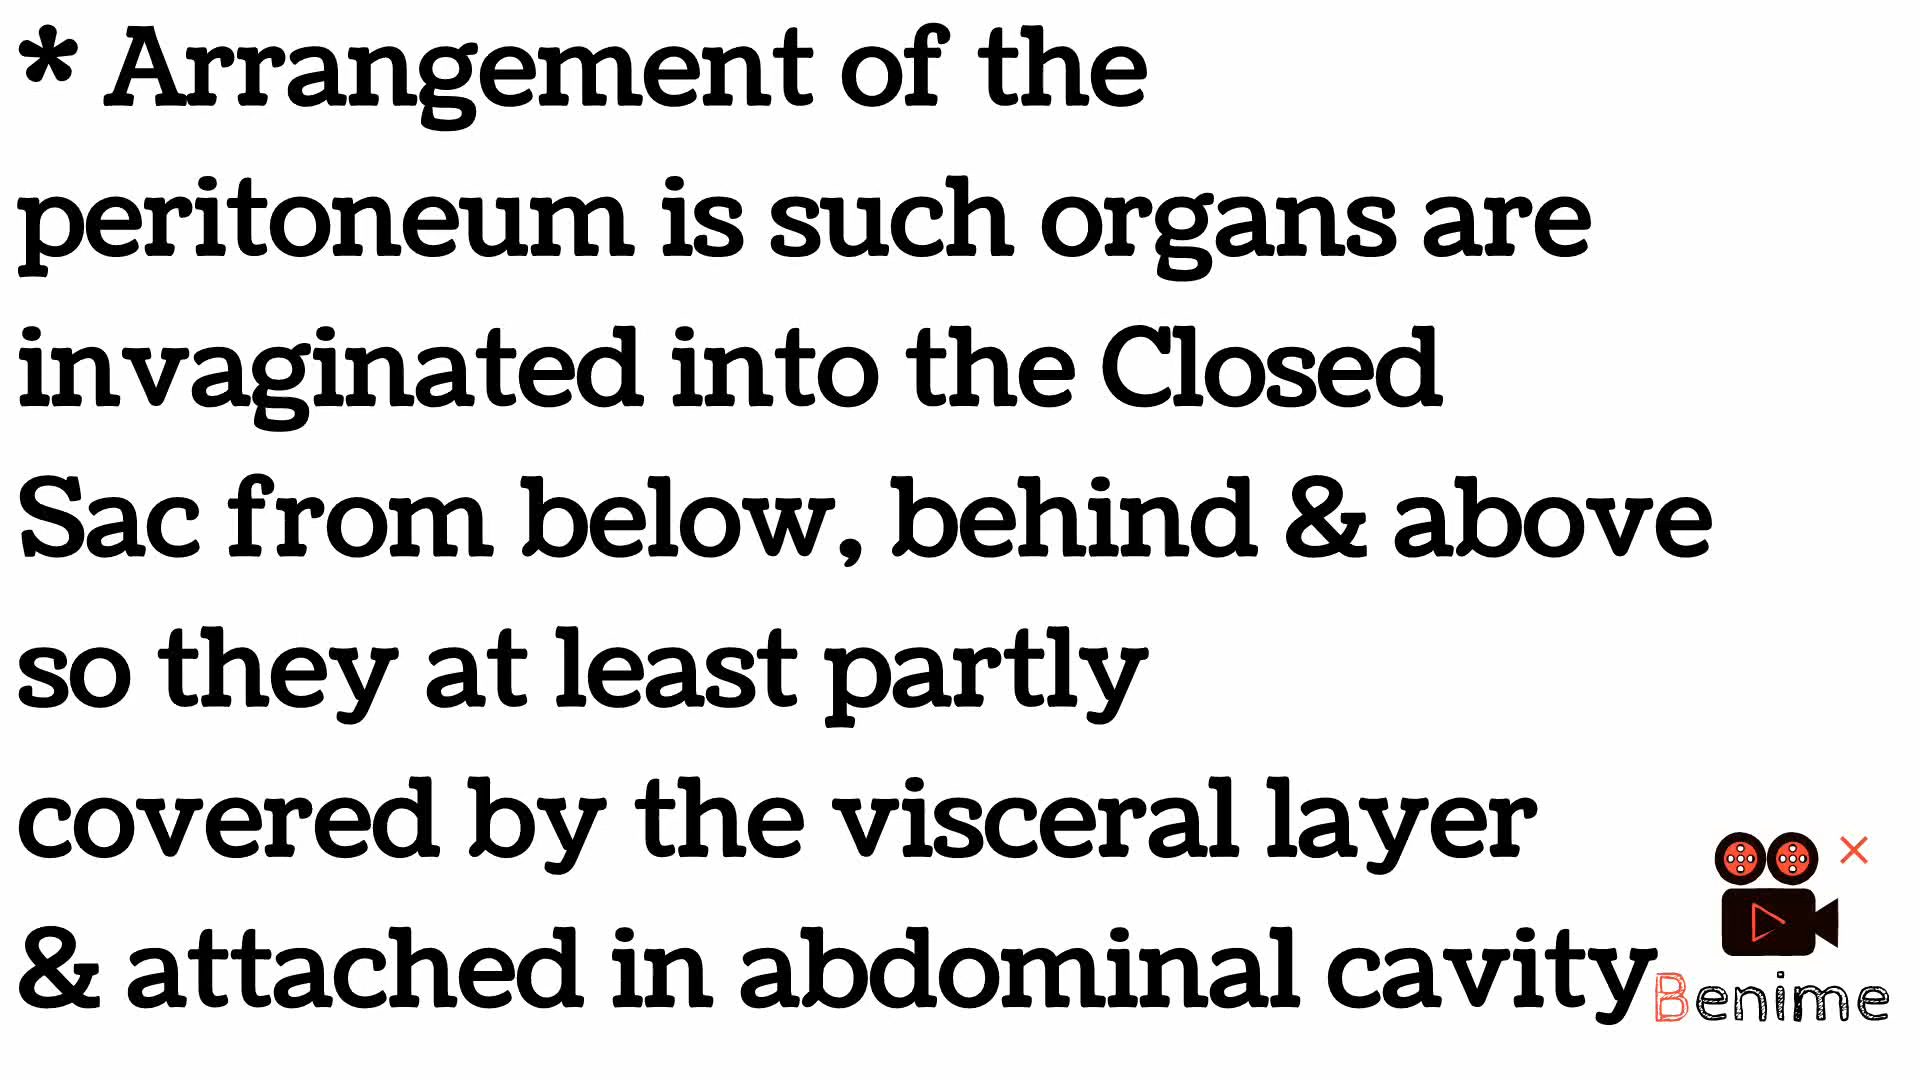 * Arrangement of the
peritoneum is such organs are
invaginated into the Closed
Sac from below, behind & above
so they at least partly
covered by the visceral layer
& attached in abdominal cavity
Benime